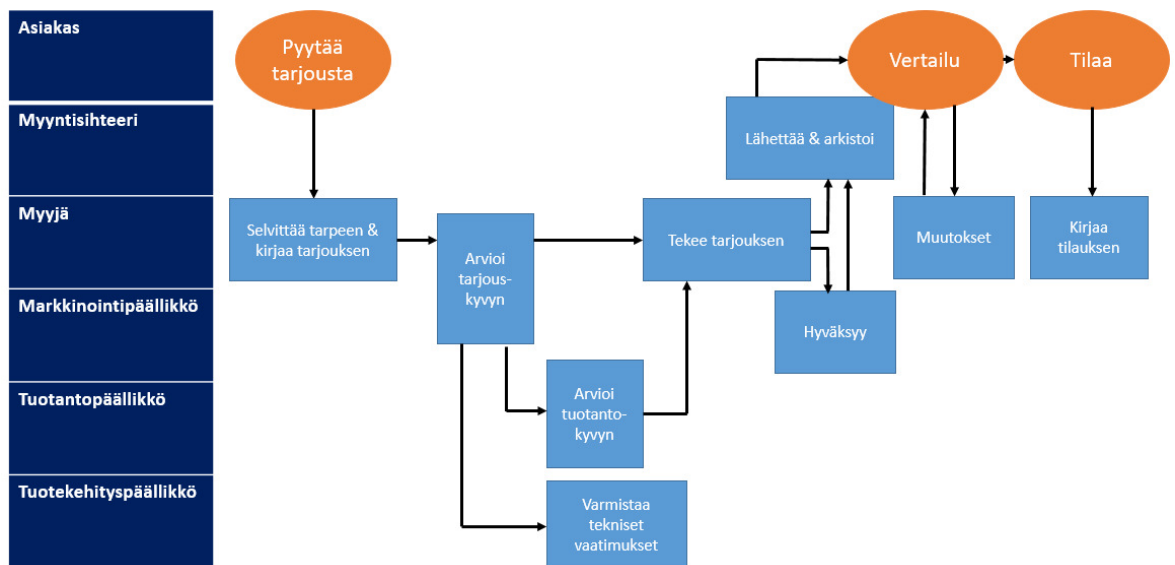 Asiakas
Pyytää
tarjousta
Vertailu
Tilaa
Myyntisihteeri
Lähettää & arkistoi
Myyjä
Selvittää tarpeen &
kirjaa tarjouksen
Arvioi
tarjous-
kyvyn
Tekee tarjouksen
Muutokset
Kirjaa
tilauksen
Markkinointipäällikkö
Hyväksyy
Tuotantopäällikkö
Arvioi
tuotanto-
kyvyn
Tuotekehityspäällikkö
Varmistaa
tekniset
vaatimukset